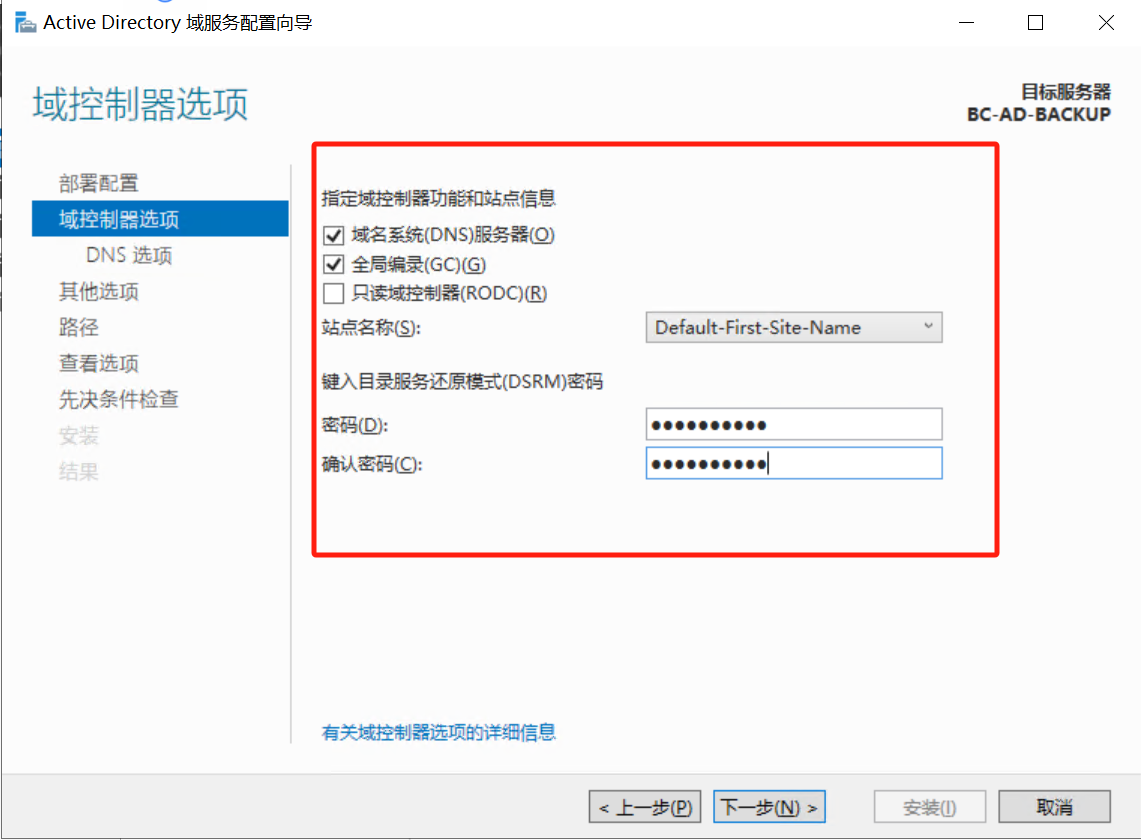 Active Directory 域服务配置向导
域控制器选项
目标服务器
BC-AD-BACKUP
部署配置
域控制器选项
DNS 选项
其他选项
路径
查看选项
先决条件检查
安装
结果
指定域控制器功能和站点信息
域名系统(DNS)服务器(O)
全局编录(GC)(G)
只读域控制器(RODC)(R)
站点名称(S):
Default-First-Site-Name
键入目录服务还原模式(DSRM)密码
密码(D):
●●●●●●●●●●
确认密码(C):
●●●●●●●●●●
有关域控制器选项的详细信息
< 上一步(P)
下一步(N) >
安装(I)
取消